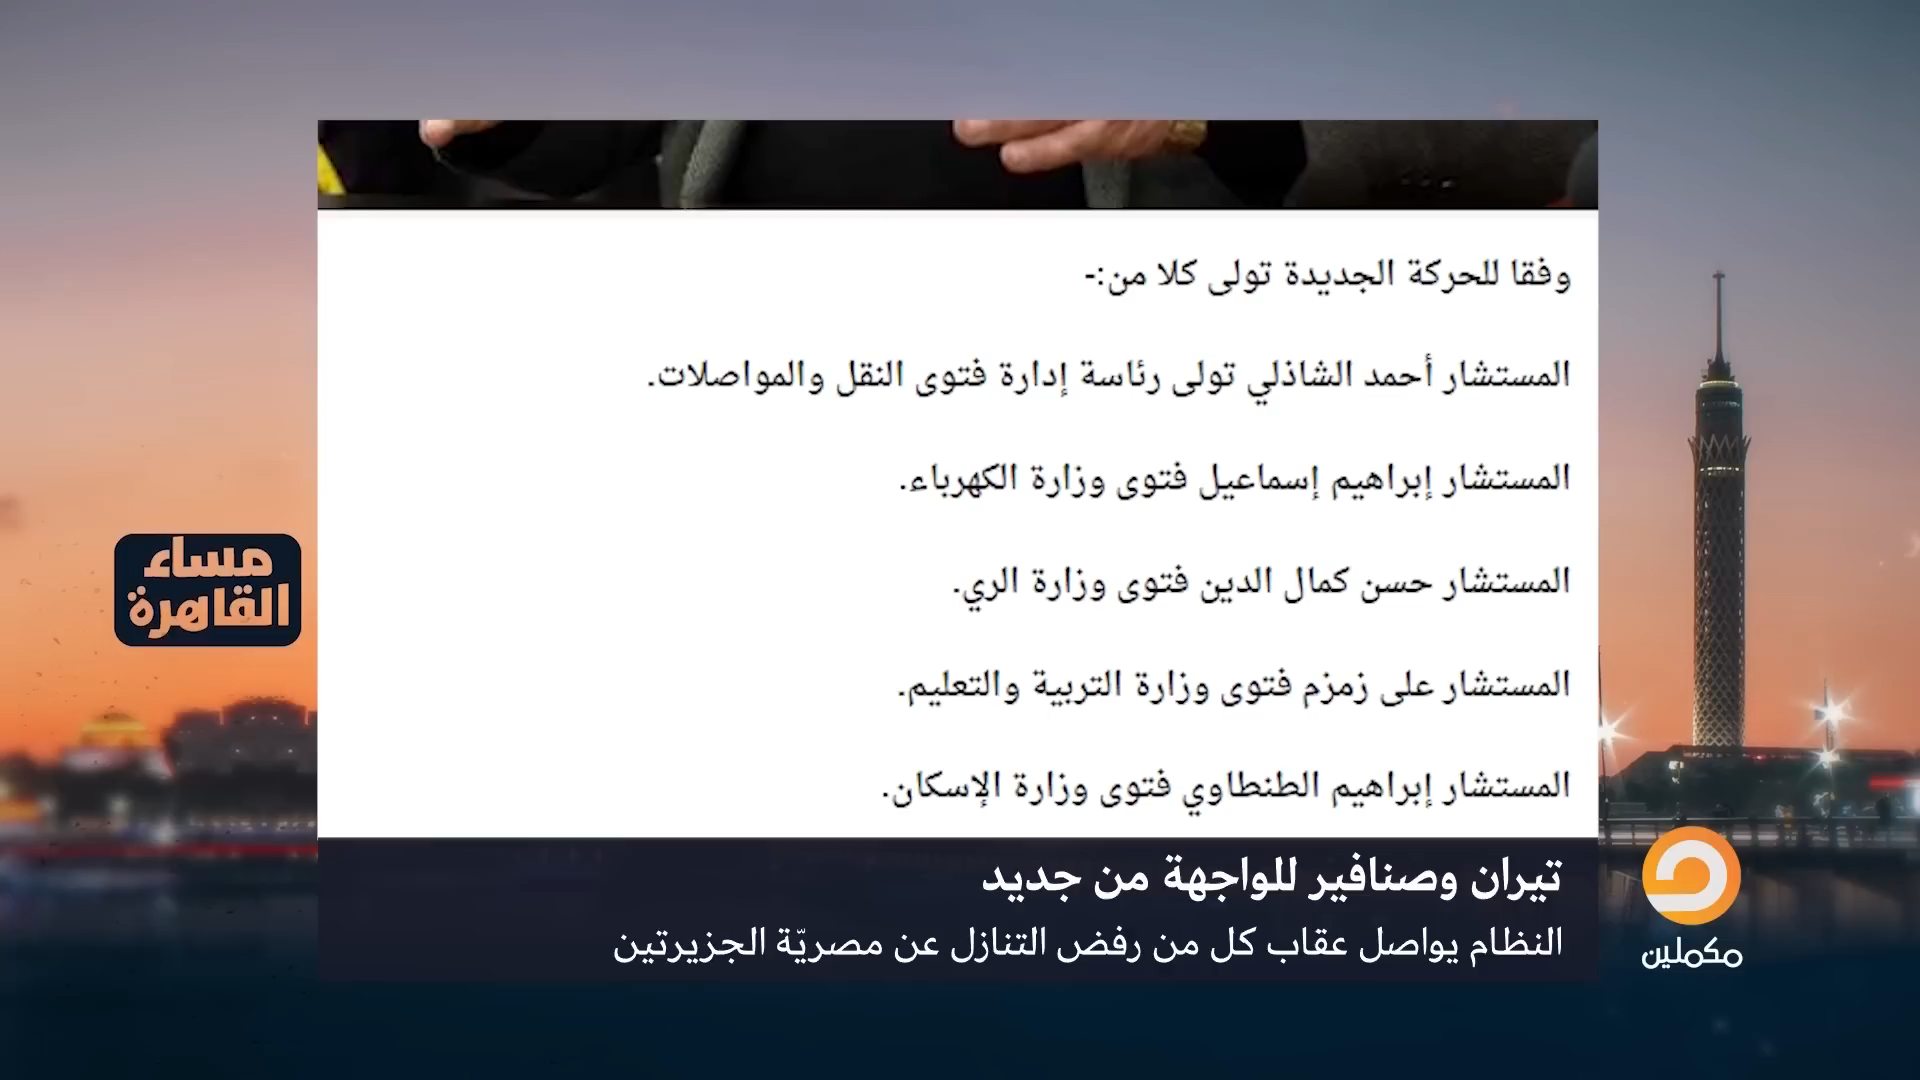 وفقا للحركة الجديدة تولى كلا من:-
المستشار أحمد الشاذلي تولى رئاسة إدارة فتوى النقل والمواصلات.
المستشار إبراهيم إسماعيل فتوى وزارة الكهرباء.
المستشار حسن كمال الدين فتوى وزارة الري.
المستشار على زمزم فتوى وزارة التربية والتعليم.
المستشار إبراهيم الطنطاوي فتوى وزارة الإسكان.
مساء
القاهرة
تيران وصنافير للواجهة من جديد
النظام يواصل عقاب كل من رفض التنازل عن مصريّة الجزيرتين
مكملين